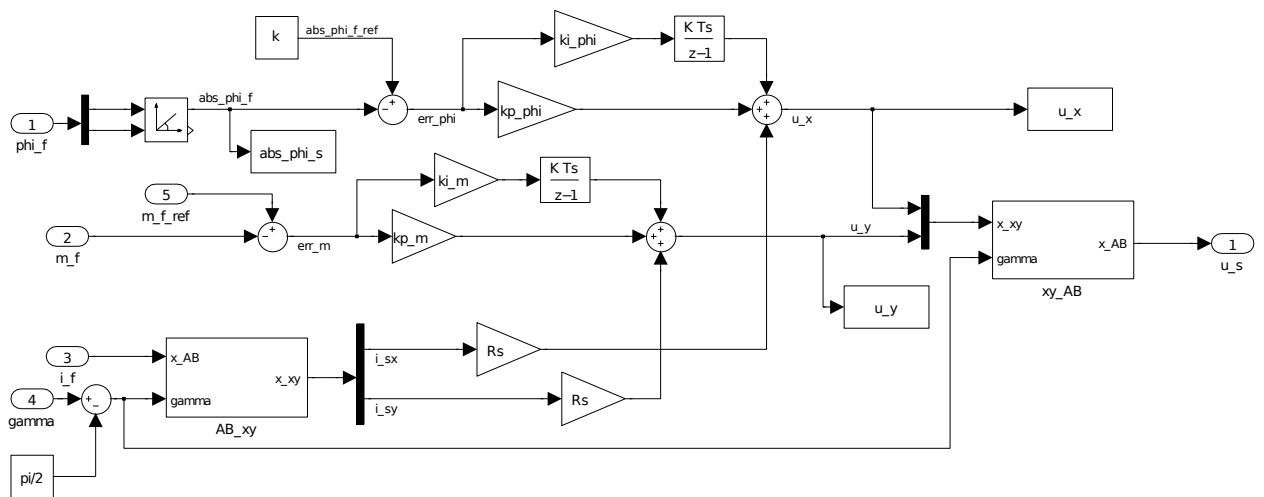 k
abs_phi_f_ref
ki_phi
K Ts
z−1
1
phi_f
abs_phi_f
− +
err_phi
kp_phi
+
+ +
u_x
u_x
abs_phi_s
5
m_f_ref
ki_m
K Ts
z−1
2
m_f
− +
err_m
kp_m
+
+ +
u_y
u_y
x_xy
gamma
x_AB
xy_AB
1
u_s
3
i_f
4
gamma
+ −
pi/2
x_AB
gamma
x_xy
AB_xy
i_sx
i_sy
Rs
Rs